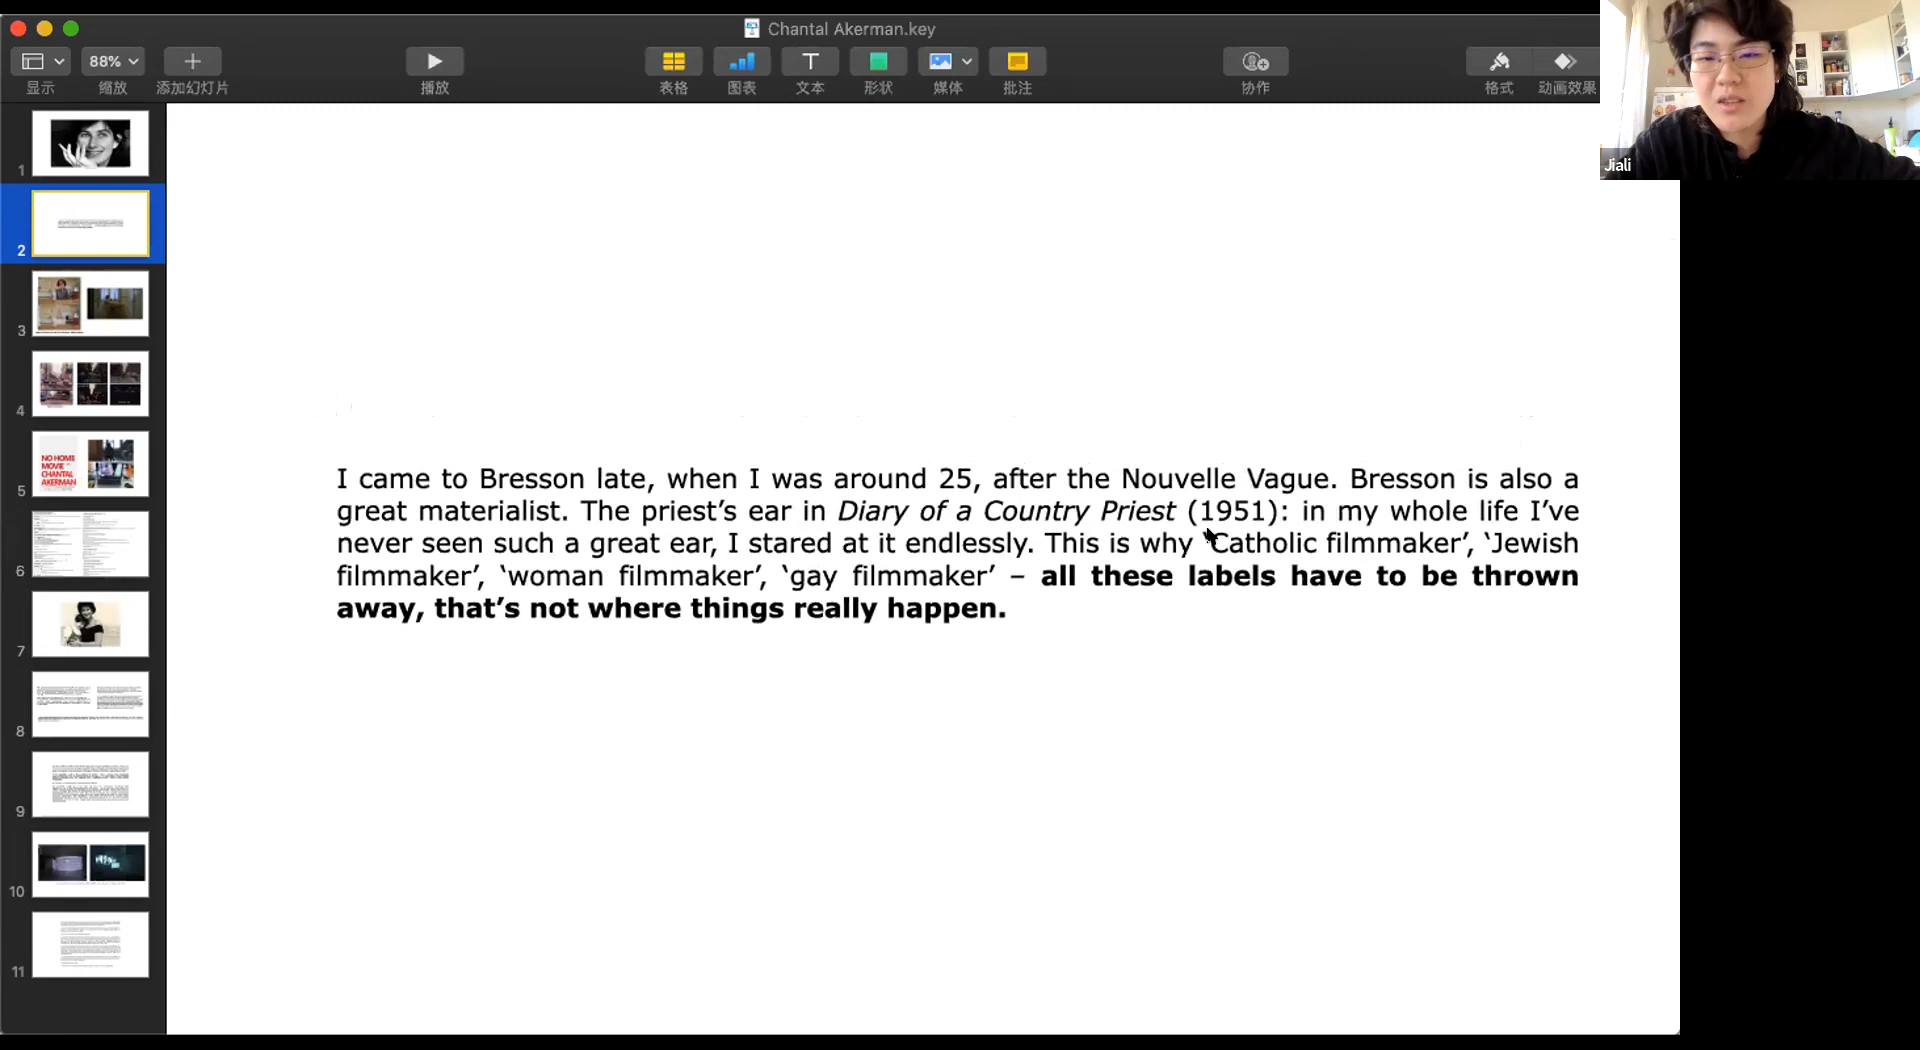 Chantal Akerman.key
88%
显示
缩放
添加幻灯片
播放
表格
图表
文本
形状
媒体
批注
协作
格式
动画效果
Jiali
1
2
3
4
5
NO HOME
MOVIE
CHANTAL
AKERMAN
6
7
8
9
10
11
I came to Bresson late, when I was around 25, after the Nouvelle Vague. Bresson is also a
great materialist. The priest’s ear in Diary of a Country Priest (1951): in my whole life I’ve
never seen such a great ear, I stared at it endlessly. This is why ‘Catholic filmmaker’, ‘Jewish
filmmaker’, ‘woman filmmaker’, ‘gay filmmaker’ – all these labels have to be thrown
away, that’s not where things really happen.